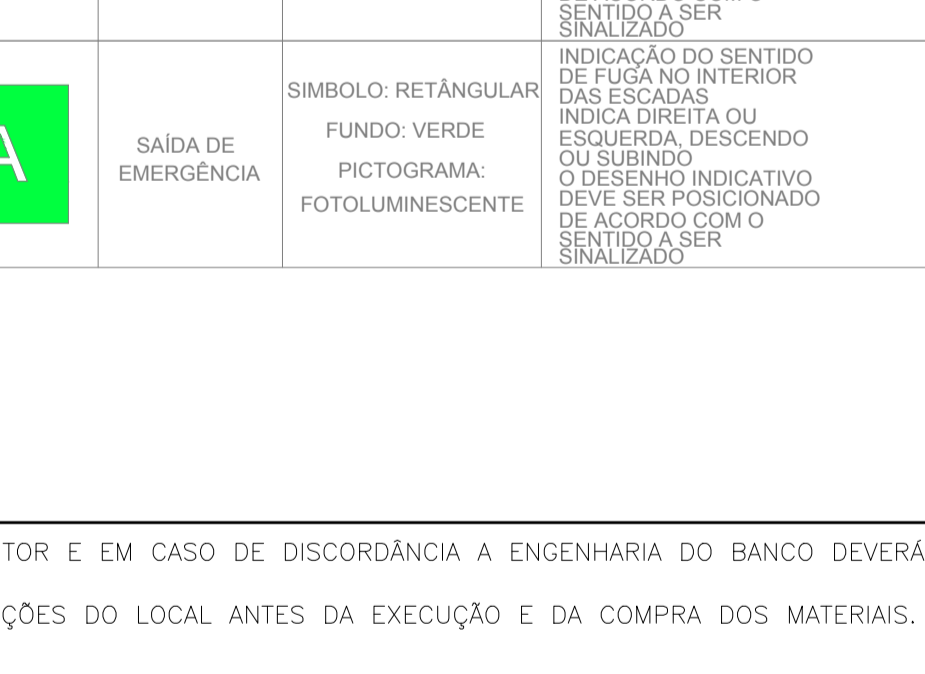 SENTIDO A SER
SINALIZADO
A
SAÍDA DE
EMERGÊNCIA
SIMBOLO: RETÂNGULAR
FUNDO: VERDE
PICTOGRAMA:
FOTOLUMINESCENTE
INDICAÇÃO DO SENTIDO
DE FUGA NO INTERIOR
DAS ESCADAS
INDICA DIREITA OU
ESQUERDA, DESCENDO
OU SUBINDO
O DESENHO INDICATIVO
DEVE SER POSICIONADO
DE ACORDO COM O
SENTIDO A SER
SINALIZADO
TOR E EM CASO DE DISCORDÂNCIA A ENGENHARIA DO BANCO DEVERÁ
ÇÕES DO LOCAL ANTES DA EXECUÇÃO E DA COMPRA DOS MATERIAIS.